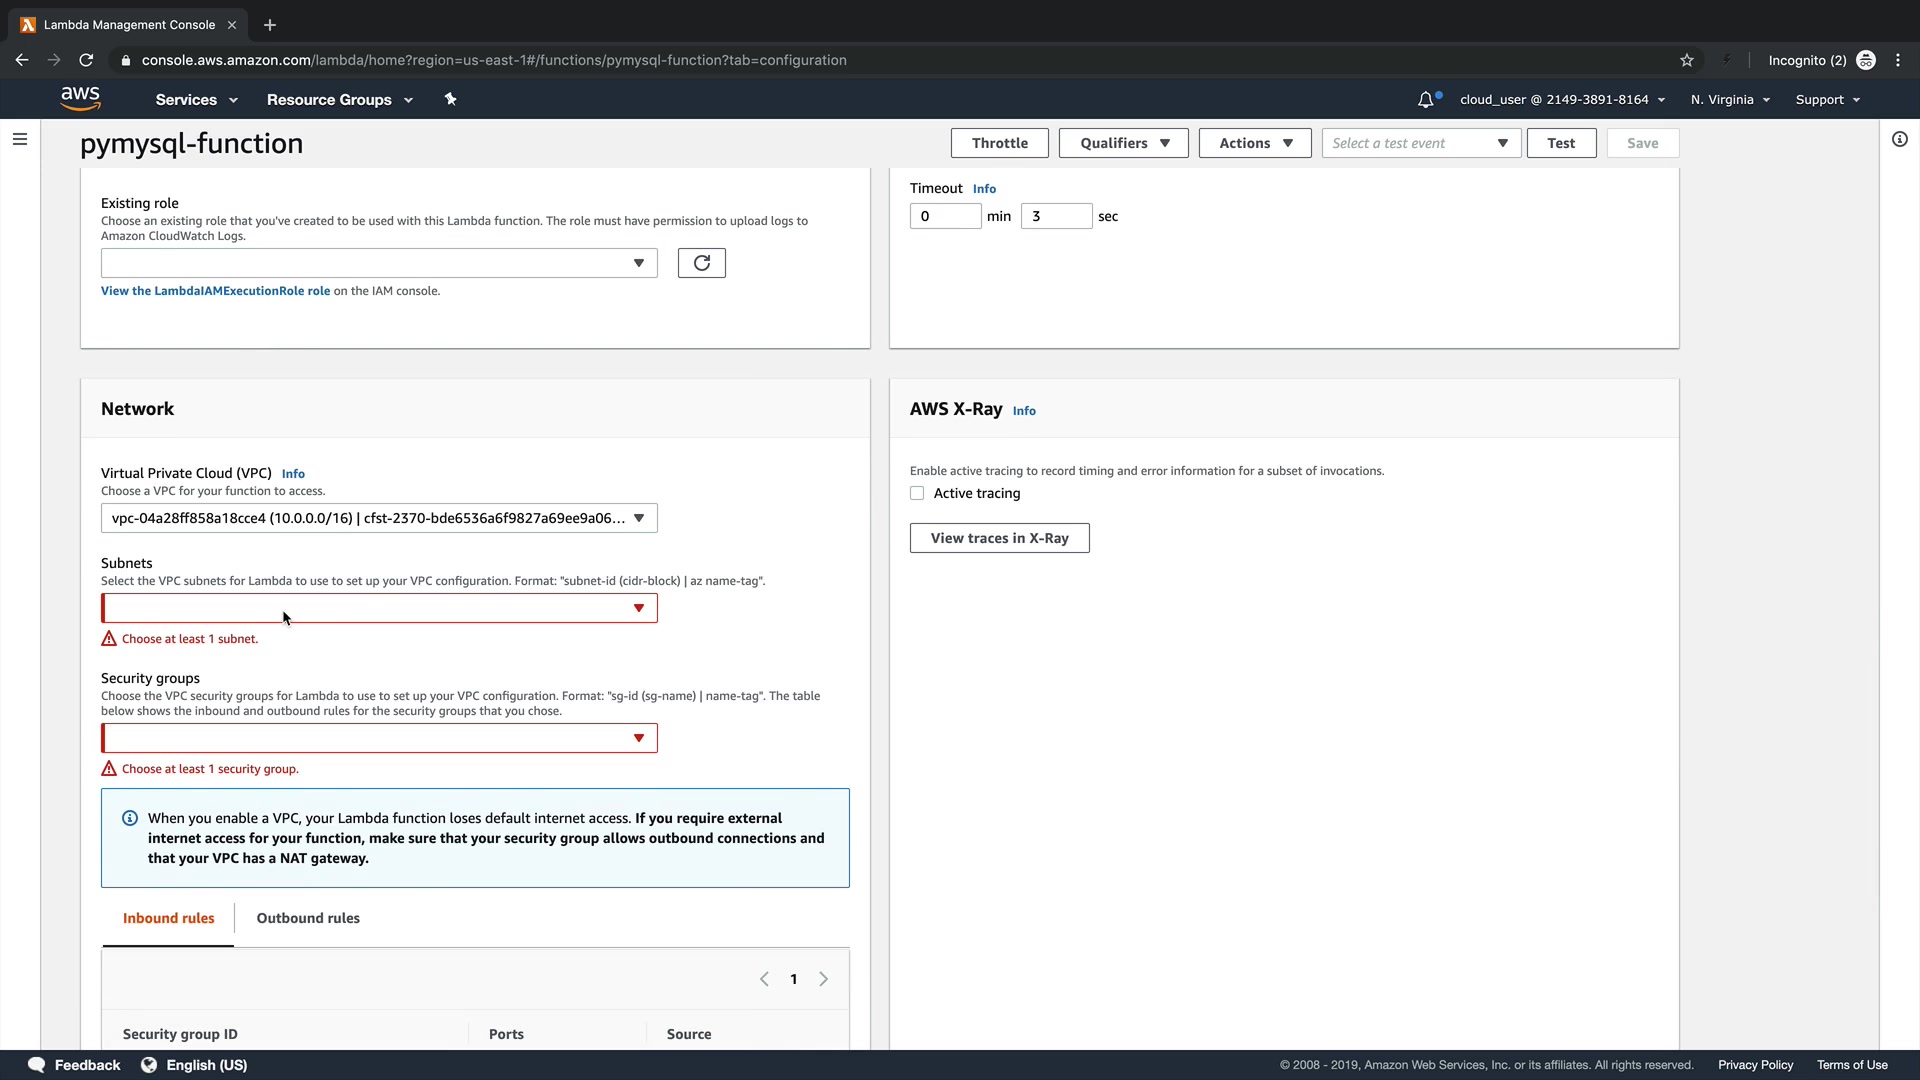 Lambda Management Console
console.aws.amazon.com/lambda/home?region=us-east-1#/functions/pymysql-function?tab=configuration
Incognito (2)
aws
Services
Resource Groups
cloud_user @ 2149-3891-8164
N. Virginia
Support
pymysql-function
Throttle
Qualifiers
Actions
Select a test event
Test
Save
Existing role
Choose an existing role that you've created to be used with this Lambda function. The role must have permission to upload logs to
Amazon CloudWatch Logs.
View the LambdaIAMExecutionRole role on the IAM console.
Timeout Info
0 min 3 sec
Network
Virtual Private Cloud (VPC) Info
Choose a VPC for your function to access.
vpc-04a28ff858a18cce4 (10.0.0.0/16) | cfst-2370-bde6536a6f9827a69ee9a06...
Subnets
Select the VPC subnets for Lambda to use to set up your VPC configuration. Format: "subnet-id (cidr-block) | az name-tag".
Choose at least 1 subnet.
Security groups
Choose the VPC security groups for Lambda to use to set up your VPC configuration. Format: "sg-id (sg-name) | name-tag". The table
below shows the inbound and outbound rules for the security groups that you chose.
Choose at least 1 security group.
When you enable a VPC, your Lambda function loses default internet access. If you require external
internet access for your function, make sure that your security group allows outbound connections and
that your VPC has a NAT gateway.
Inbound rules
Outbound rules
1
Security group ID
Ports
Source
AWS X-Ray Info
Enable active tracing to record timing and error information for a subset of invocations.
Active tracing
View traces in X-Ray
Feedback
English (US)
© 2008 - 2019, Amazon Web Services, Inc. or its affiliates. All rights reserved.
Privacy Policy
Terms of Use